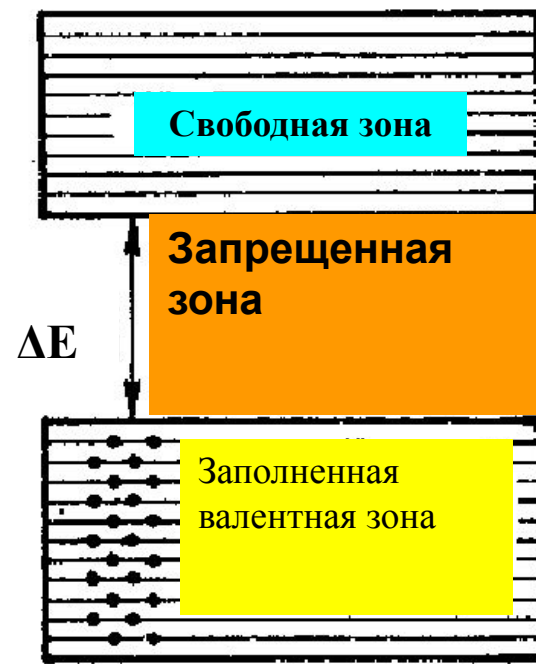 Свободная зона
Запрещенная
зона
ΔE
Заполненная
валентная зона